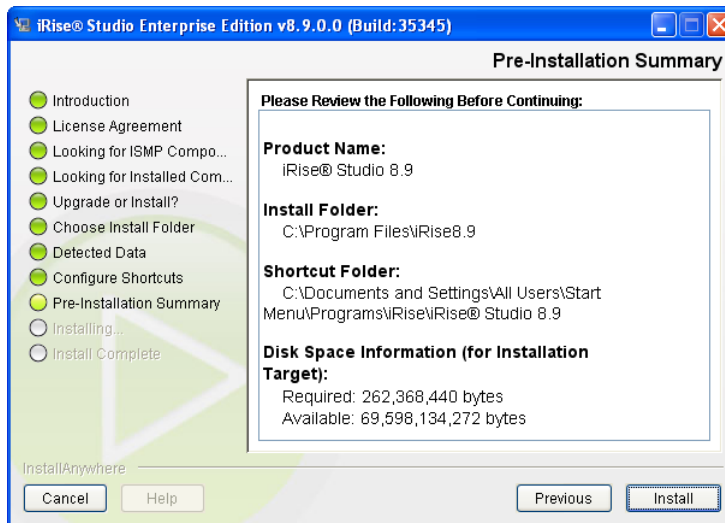 iRise® Studio Enterprise Edition v8.9.0.0 (Build:35345)
Pre-Installation Summary
Introduction
License Agreement
Looking for ISMP Compo...
Looking for Installed Com...
Upgrade or Install?
Choose Install Folder
Detected Data
Configure Shortcuts
Pre-Installation Summary
Installing...
Install Complete
Please Review the Following Before Continuing:
Product Name:
iRise® Studio 8.9
Install Folder:
C:\Program Files\iRise8.9
Shortcut Folder:
C:\Documents and Settings\All Users\Start
Menu\Programs\iRise\iRise® Studio 8.9
Disk Space Information (for Installation
Target):
Required: 262,368,440 bytes
Available: 69,598,134,272 bytes
InstallAnywhere
Cancel
Help
Previous
Install